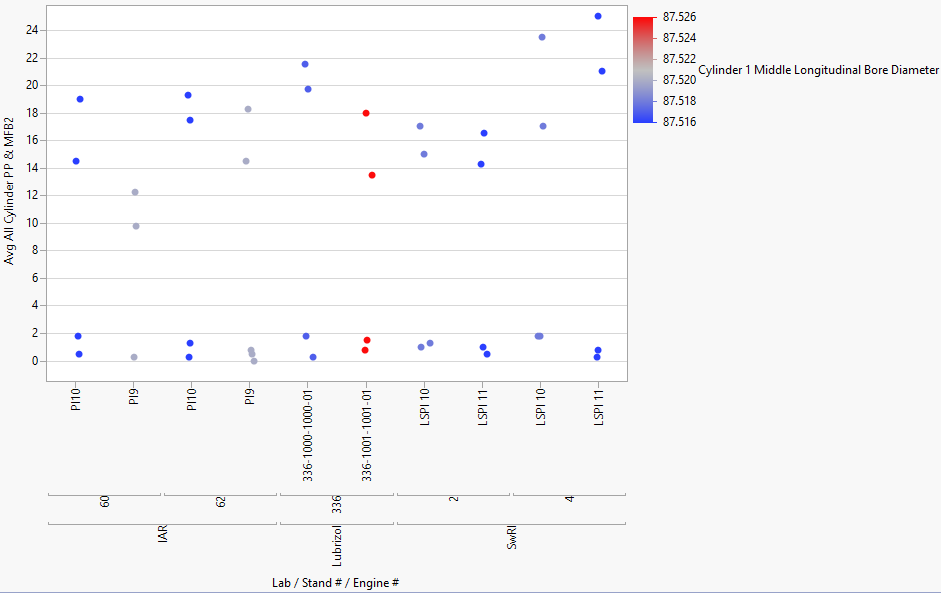 Avg All Cylinder PP & MFB2
24
22
20
18
16
14
12
10
8
6
4
2
0
PI10
PI9
PI10
PI9
336-1000-1000-01
336-1001-1001-01
LSPI 10
LSPI 11
LSPI 10
LSPI 11
60
62
336
2
4
IAR
Lubrizol
SwRI
Lab / Stand # / Engine #
87.526
87.524
87.522
87.520
87.518
87.516
Cylinder 1 Middle Longitudinal Bore Diameter